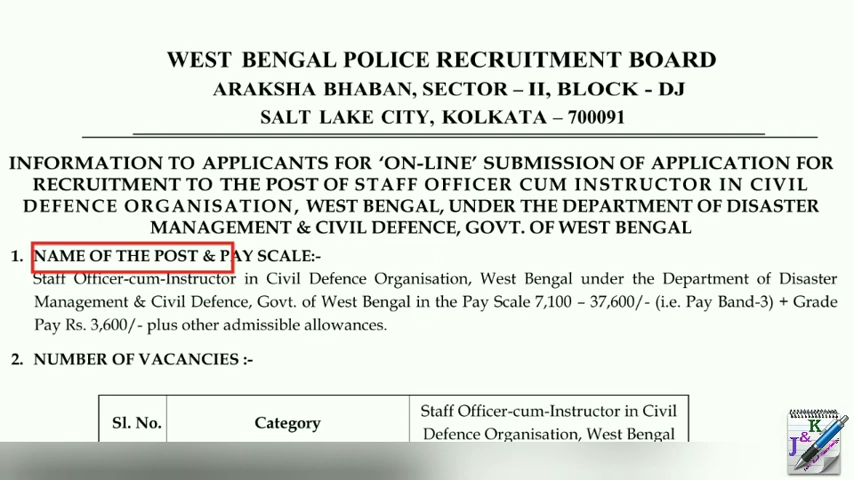 WEST BENGAL POLICE RECRUITMENT BOARD
ARAKSHA BHABAN, SECTOR – II, BLOCK - DJ
SALT LAKE CITY, KOLKATA – 700091
INFORMATION TO APPLICANTS FOR ‘ON-LINE’ SUBMISSION OF APPLICATION FOR
RECRUITMENT TO THE POST OF STAFF OFFICER CUM INSTRUCTOR IN CIVIL
DEFENCE ORGANISATION, WEST BENGAL, UNDER THE DEPARTMENT OF DISASTER
MANAGEMENT & CIVIL DEFENCE, GOVT. OF WEST BENGAL
1. NAME OF THE POST & PAY SCALE:-
Staff Officer-cum-Instructor in Civil Defence Organisation, West Bengal under the Department of Disaster
Management & Civil Defence, Govt. of West Bengal in the Pay Scale 7,100 – 37,600/- (i.e. Pay Band-3) + Grade
Pay Rs. 3,600/- plus other admissible allowances.
2. NUMBER OF VACANCIES :-
Sl. No.
Category
Staff Officer-cum-Instructor in Civil
Defence Organisation, West Bengal
J&K